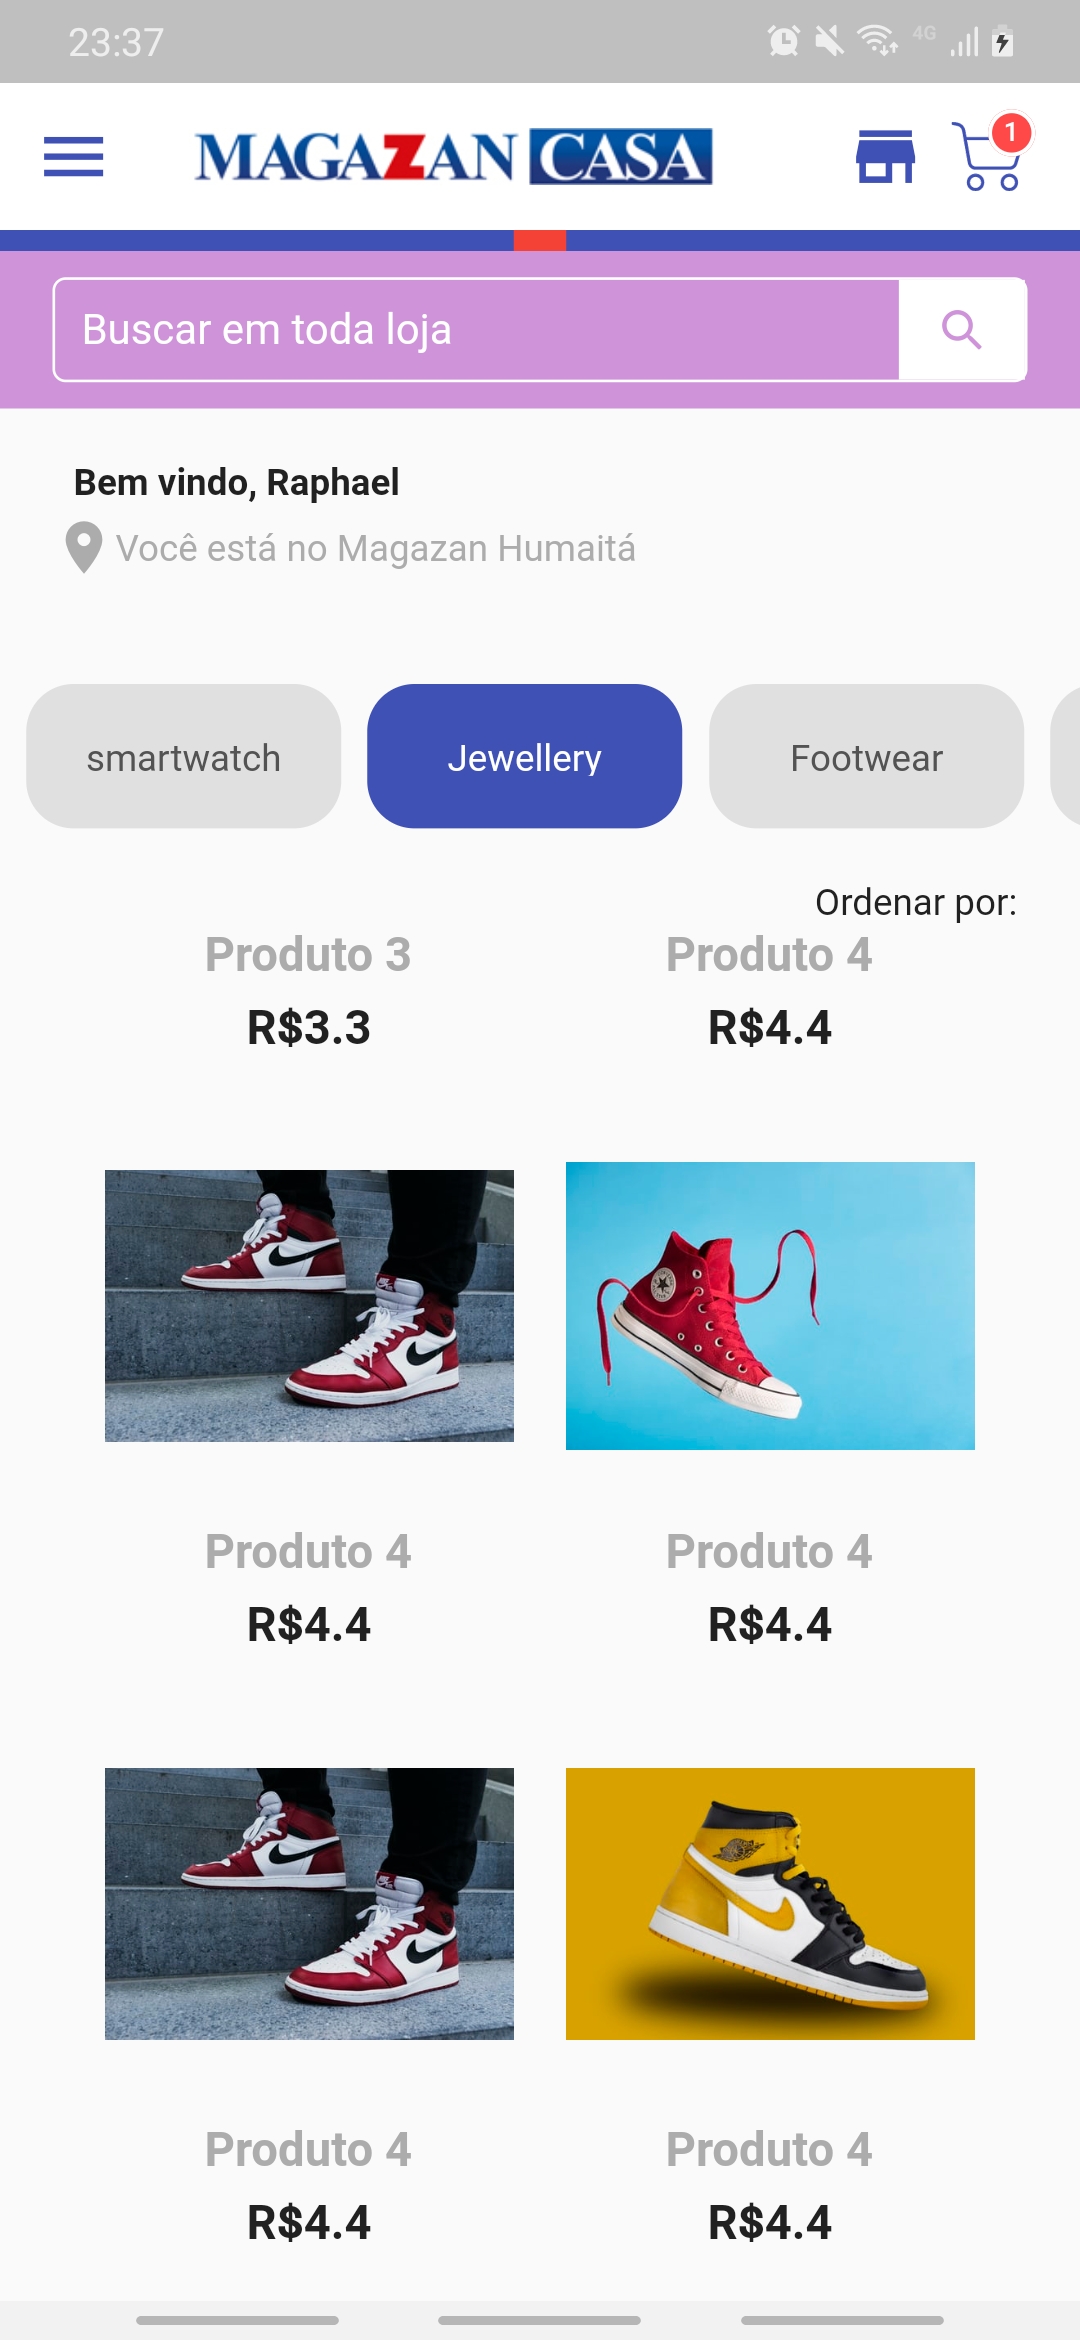 23:37
4G
MAGAZAN CASA
1
Buscar em toda loja
Bem vindo, Raphael
Você está no Magazan Humaitá
smartwatch
Jewellery
Footwear
Ordenar por:
Produto 3
Produto 4
R$3.3
R$4.4
Produto 4
Produto 4
R$4.4
R$4.4
Produto 4
Produto 4
R$4.4
R$4.4